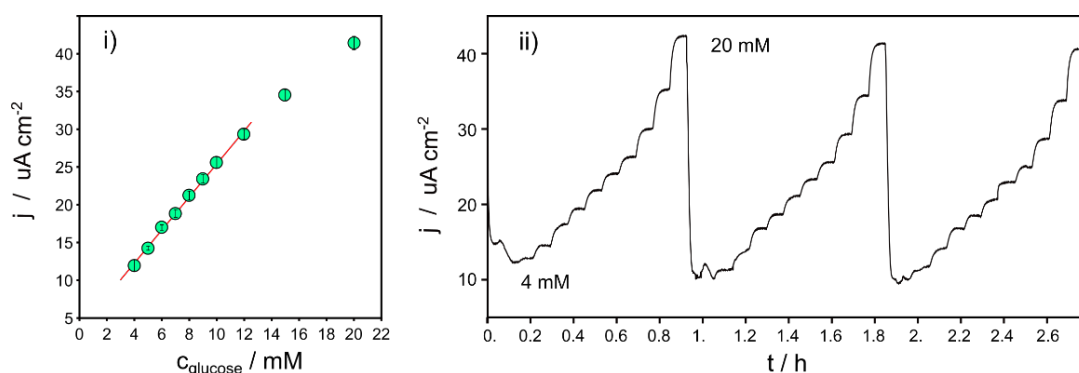 i)
j / uA cm-2
40
35
30
25
20
15
10
5
0 2 4 6 8 10 12 14 16 18 20 22
cglucose / mM
ii)
20 mM
4 mM
j / uA cm-2
40
30
20
10
0. 0.2 0.4 0.6 0.8 1. 1.2 1.4 1.6 1.8 2. 2.2 2.4 2.6
t / h